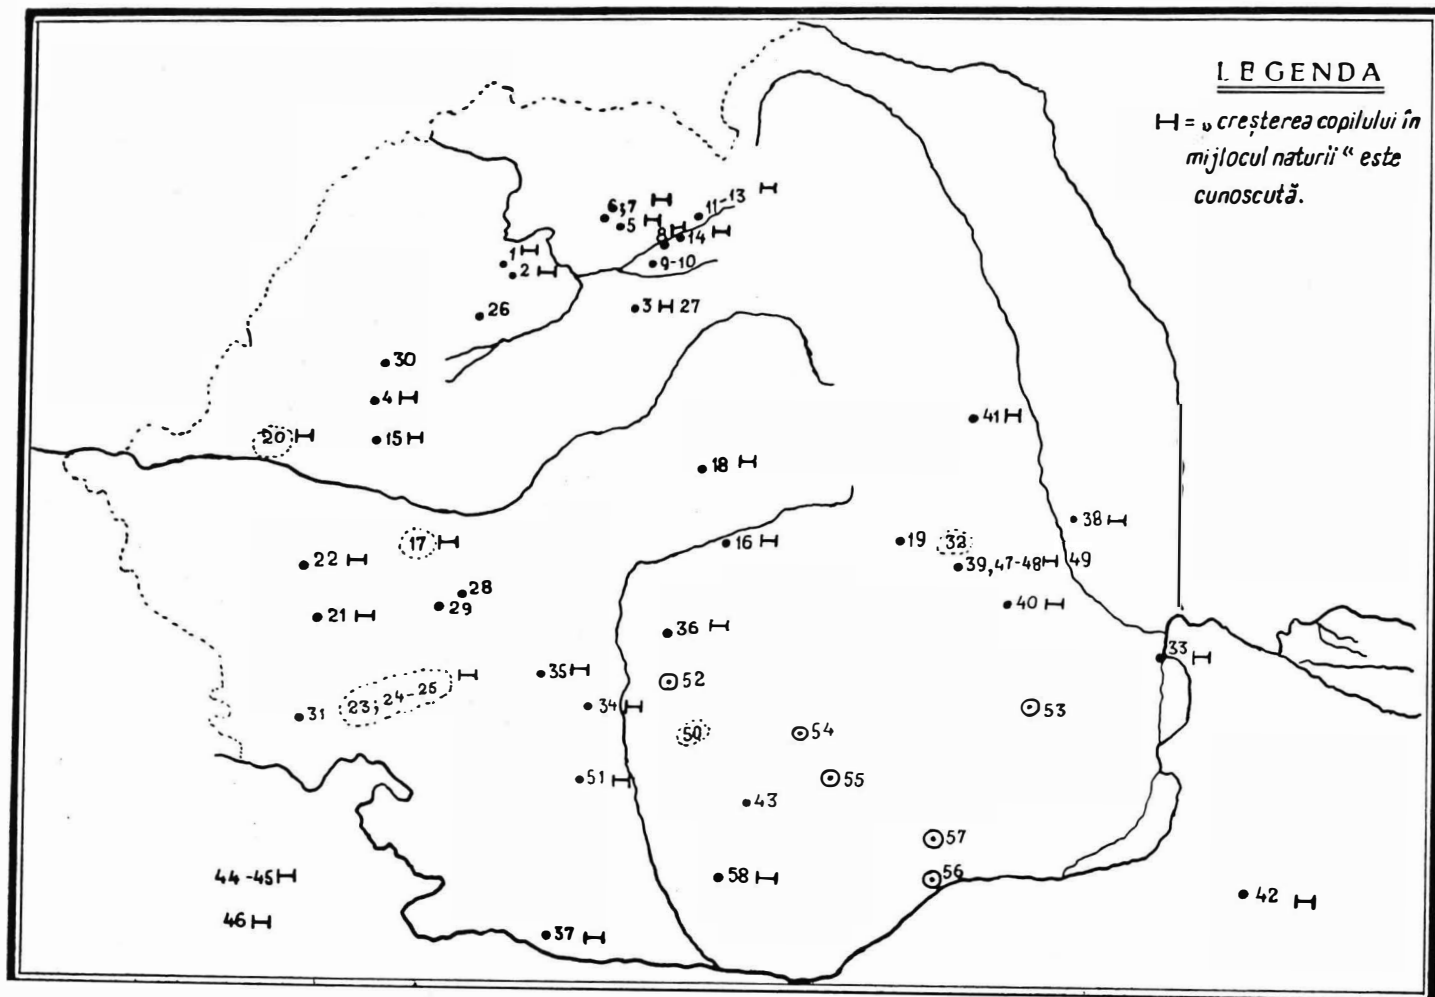 LEGENDA
H = „creșterea copilului în
mijlocul naturii“ este
cunoscută.
11-13 H
6;7 H
5 H
8 H
14 H
1 H
2 H
9-10
26
3 H 27
30
4 H
20 H
15 H
41 H
18 H
38 H
17 H
16 H
19
32
22 H
39,47-48 H 49
28
29
40 H
21 H
36 H
33 H
35 H
52
23; 24-25 H
31
34 H
53
50
54
51 H
55
43
57
44-45 H
58 H
56
42 H
46 H
37 H